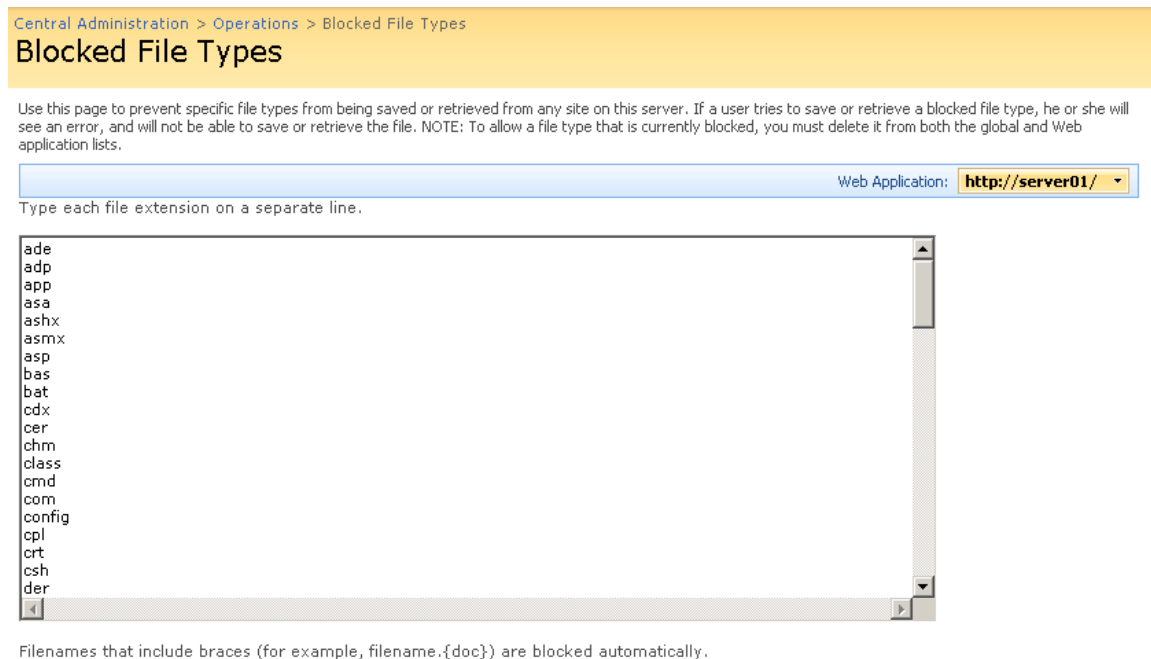 Central Administration > Operations > Blocked File Types
Blocked File Types
Use this page to prevent specific file types from being saved or retrieved from any site on this server. If a user tries to save or retrieve a blocked file type, he or she will
see an error, and will not be able to save or retrieve the file. NOTE: To allow a file type that is currently blocked, you must delete it from both the global and Web
application lists.
Web Application: http://server01/
Type each file extension on a separate line.
ade
adp
app
asa
ashx
asmx
asp
bas
bat
cdx
cer
chm
class
cmd
com
config
cpl
crt
csh
der
Filenames that include braces (for example, filename.{doc}) are blocked automatically.